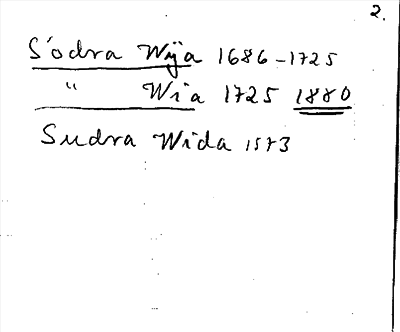 2.
Södra Wija 1686-1725
" Wia 1725 1880
Sudra Wida 1573